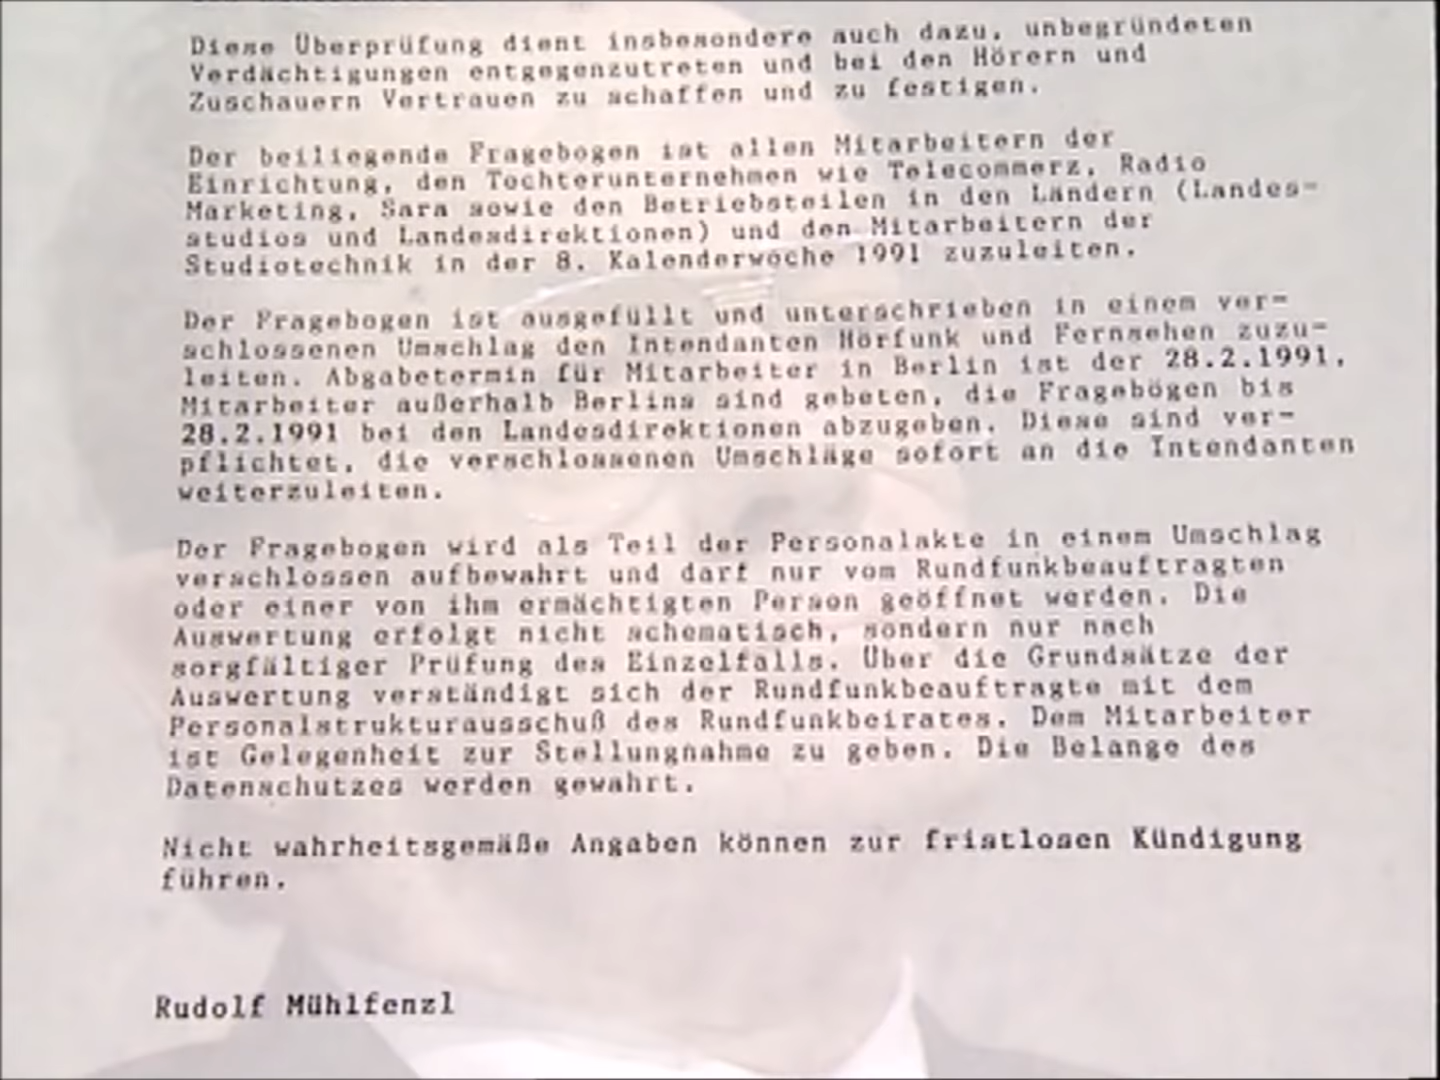 Diese Überprüfung dient insbesondere auch dazu, unbegründeten
Verdächtigungen entgegenzutreten und bei den Hörern und
Zuschauern Vertrauen zu schaffen und zu festigen.
Der beiliegende Fragebogen ist allen Mitarbeitern der
Einrichtung, den Tochterunternehmen wie Telecommerz, Radio
Marketing, Sara sowie den Betriebsteilen in den Ländern (Landes-
studios und Landesdirektionen) und den Mitarbeitern der
Studiotechnik in der 8. Kalenderwoche 1991 zuzuleiten.
Der Fragebogen ist ausgefüllt und unterschrieben in einem ver-
schlossenen Umschlag den Intendanten Hörfunk und Fernsehen zuzu-
leiten. Abgabetermin für Mitarbeiter in Berlin ist der 28.2.1991.
Mitarbeiter außerhalb Berlins sind gebeten, die Fragebögen bis
28.2.1991 bei den Landesdirektionen abzugeben. Diese sind ver-
pflichtet, die verschlossenen Umschläge sofort an die Intendanten
weiterzuleiten.
Der Fragebogen wird als Teil der Personalakte in einem Umschlag
verschlossen aufbewahrt und darf nur vom Rundfunkbeauftragten
oder einer von ihm ermächtigten Person geöffnet werden. Die
Auswertung erfolgt nicht schematisch, sondern nur nach
sorgfältiger Prüfung des Einzelfalls. Über die Grundsätze der
Auswertung verständigt sich der Rundfunkbeauftragte mit dem
Personalstrukturausschuß des Rundfunkbeirates. Dem Mitarbeiter
ist Gelegenheit zur Stellungnahme zu geben. Die Belange des
Datenschutzes werden gewahrt.
Nicht wahrheitsgemäße Angaben können zur fristlosen Kündigung
führen.
Rudolf Mühlfenzl